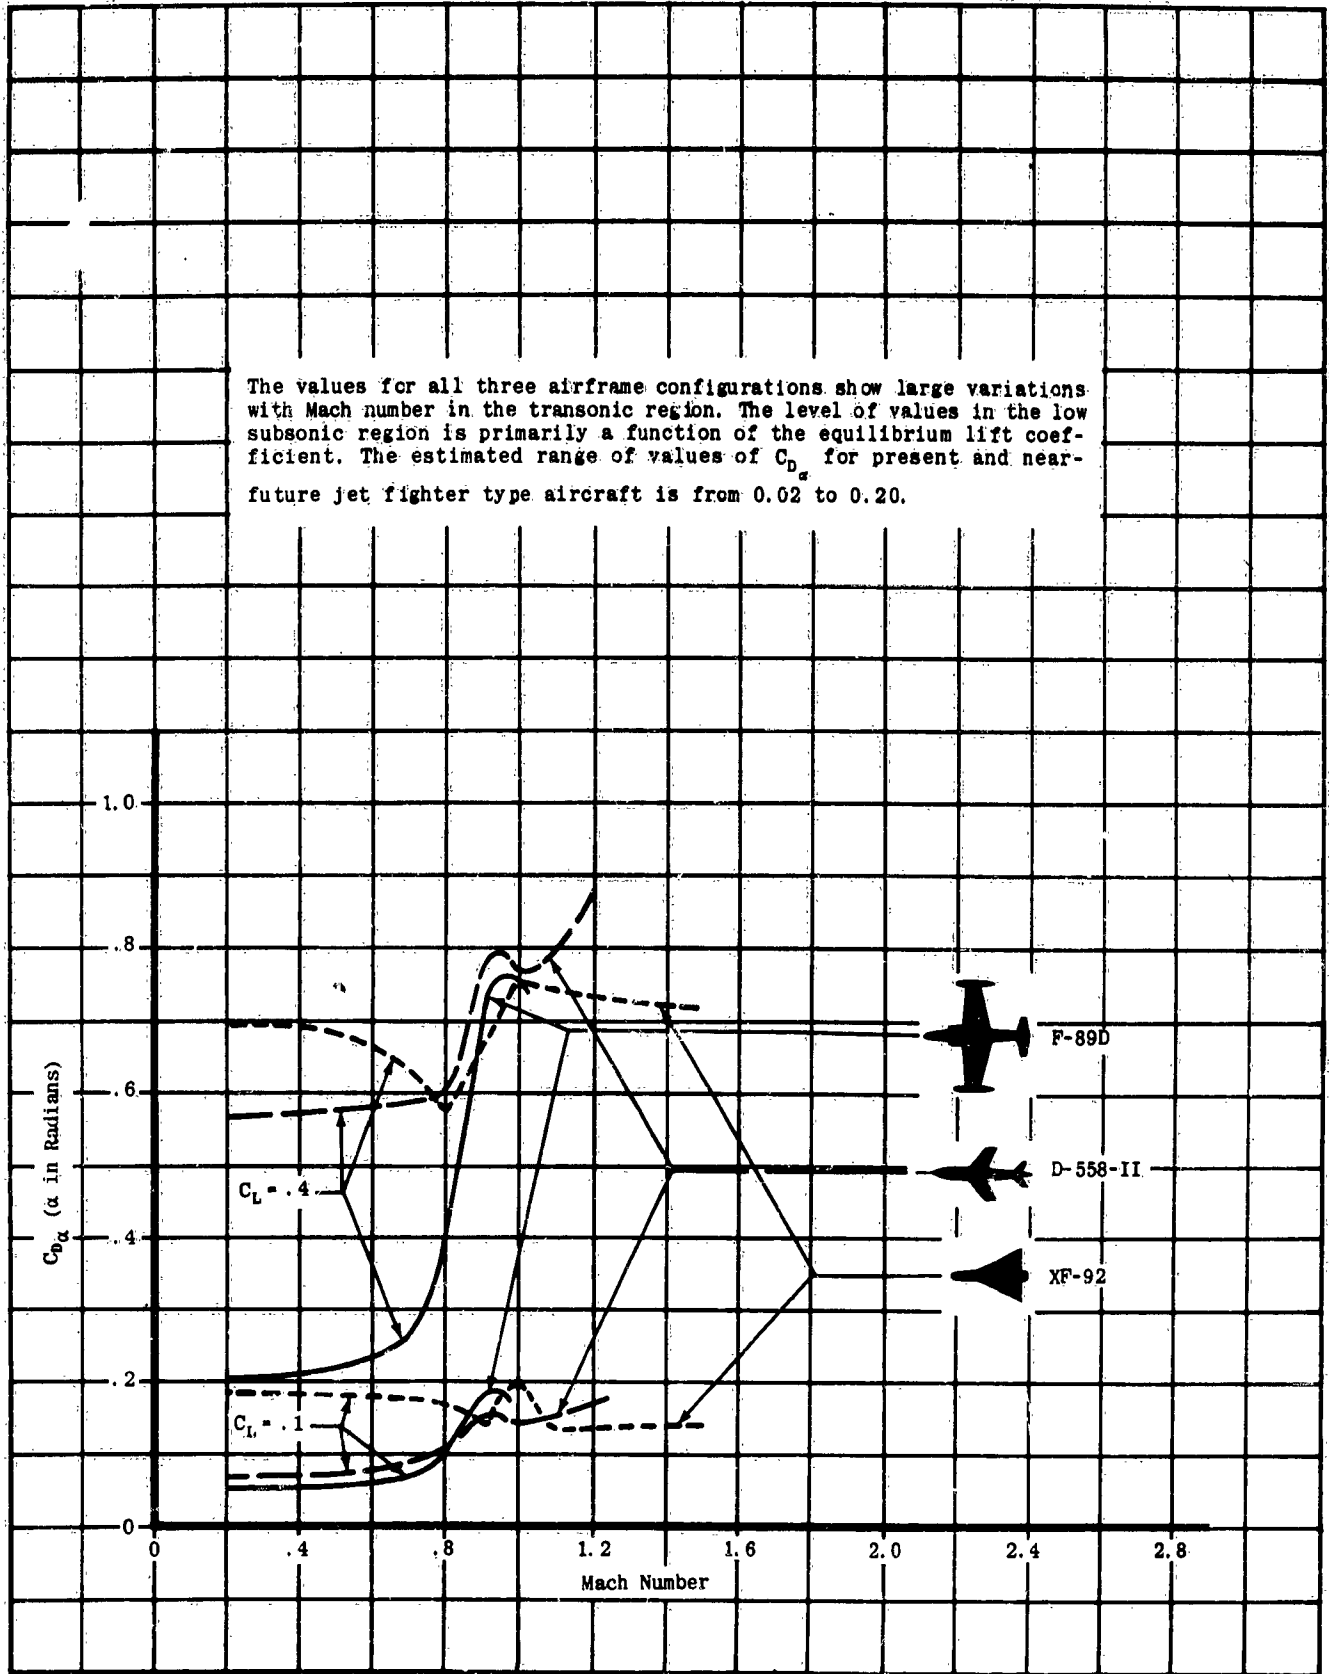 The values for all three airframe configurations show large variations
with Mach number in the transonic region. The level of values in the low
subsonic region is primarily a function of the equilibrium lift coef-
ficient. The estimated range of values of C_Dα for present and near-
future jet fighter type aircraft is from 0.02 to 0.20.
1.0
.8
.6
.4
.2
0
C_Dα (α in Radians)
C_L = .4
C_L = .1
F-89D
D-558-II
XF-92
0 .4 .8 1.2 1.6 2.0 2.4 2.8
Mach Number